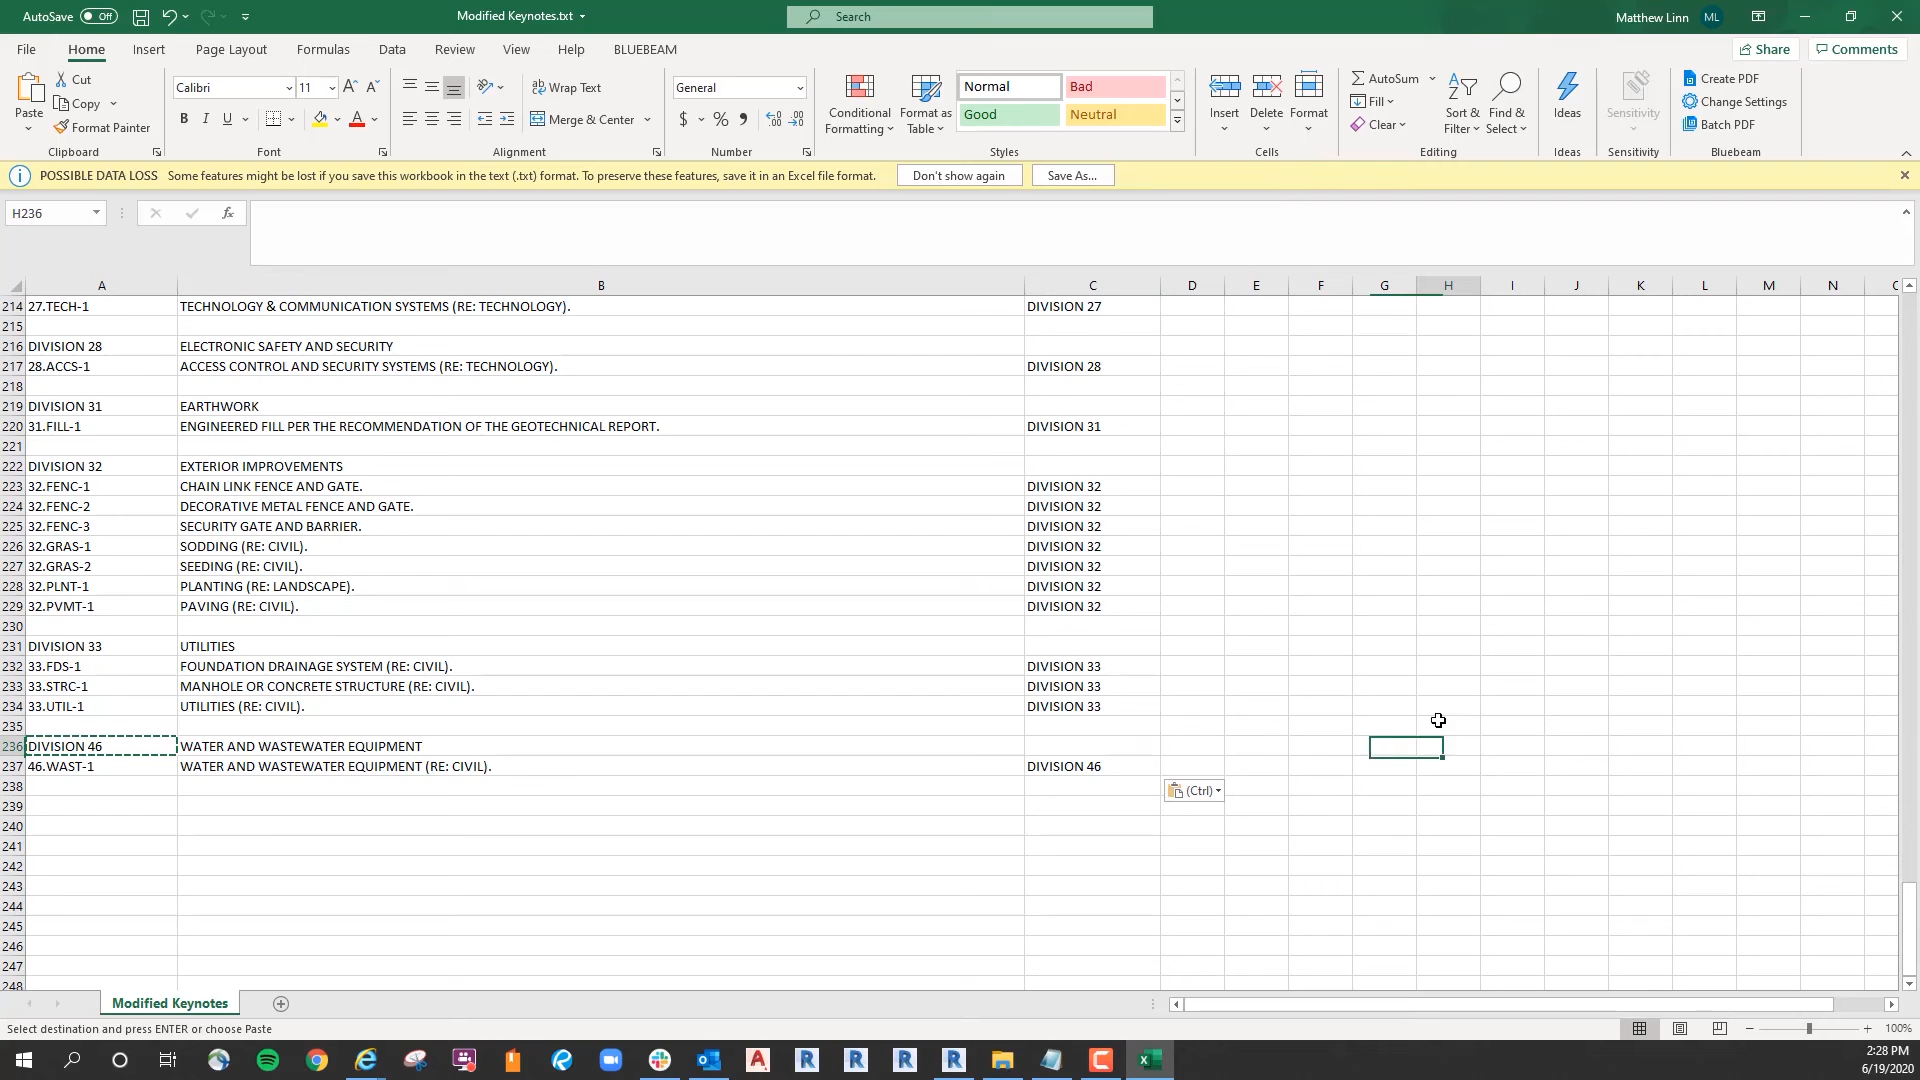 AutoSave Off Modified Keynotes.txt Search Matthew Linn ML
File Home Insert Page Layout Formulas Data Review View Help BLUEBEAM Share Comments
Paste Cut Copy Format Painter Clipboard
Calibri 11 A A B I U A Font
Wrap Text Merge & Center Alignment
General $ % Number
Conditional Formatting Format as Table Normal Bad Good Neutral Styles
Insert Delete Format Cells
AutoSum Fill Clear Sort & Filter Find & Select Editing
Ideas Ideas
Sensitivity Sensitivity
Create PDF Change Settings Batch PDF Bluebeam
POSSIBLE DATA LOSS Some features might be lost if you save this workbook in the text (.txt) format. To preserve these features, save it in an Excel file format. Don't show again Save As...
H236 fx
A B C D E F G H I J K L M N
214 27.TECH-1 TECHNOLOGY & COMMUNICATION SYSTEMS (RE: TECHNOLOGY). DIVISION 27
215
216 DIVISION 28 ELECTRONIC SAFETY AND SECURITY
217 28.ACCS-1 ACCESS CONTROL AND SECURITY SYSTEMS (RE: TECHNOLOGY). DIVISION 28
218
219 DIVISION 31 EARTHWORK
220 31.FILL-1 ENGINEERED FILL PER THE RECOMMENDATION OF THE GEOTECHNICAL REPORT. DIVISION 31
221
222 DIVISION 32 EXTERIOR IMPROVEMENTS
223 32.FENC-1 CHAIN LINK FENCE AND GATE. DIVISION 32
224 32.FENC-2 DECORATIVE METAL FENCE AND GATE. DIVISION 32
225 32.FENC-3 SECURITY GATE AND BARRIER. DIVISION 32
226 32.GRAS-1 SODDING (RE: CIVIL). DIVISION 32
227 32.GRAS-2 SEEDING (RE: CIVIL). DIVISION 32
228 32.PLNT-1 PLANTING (RE: LANDSCAPE). DIVISION 32
229 32.PVMT-1 PAVING (RE: CIVIL). DIVISION 32
230
231 DIVISION 33 UTILITIES
232 33.FDS-1 FOUNDATION DRAINAGE SYSTEM (RE: CIVIL). DIVISION 33
233 33.STRC-1 MANHOLE OR CONCRETE STRUCTURE (RE: CIVIL). DIVISION 33
234 33.UTIL-1 UTILITIES (RE: CIVIL). DIVISION 33
235
236 DIVISION 46 WATER AND WASTEWATER EQUIPMENT
237 46.WAST-1 WATER AND WASTEWATER EQUIPMENT (RE: CIVIL). DIVISION 46
238 (Ctrl)
239
240
241
242
243
244
245
246
247
248
Modified Keynotes
Select destination and press ENTER or choose Paste 100%
2:28 PM
6/19/2020